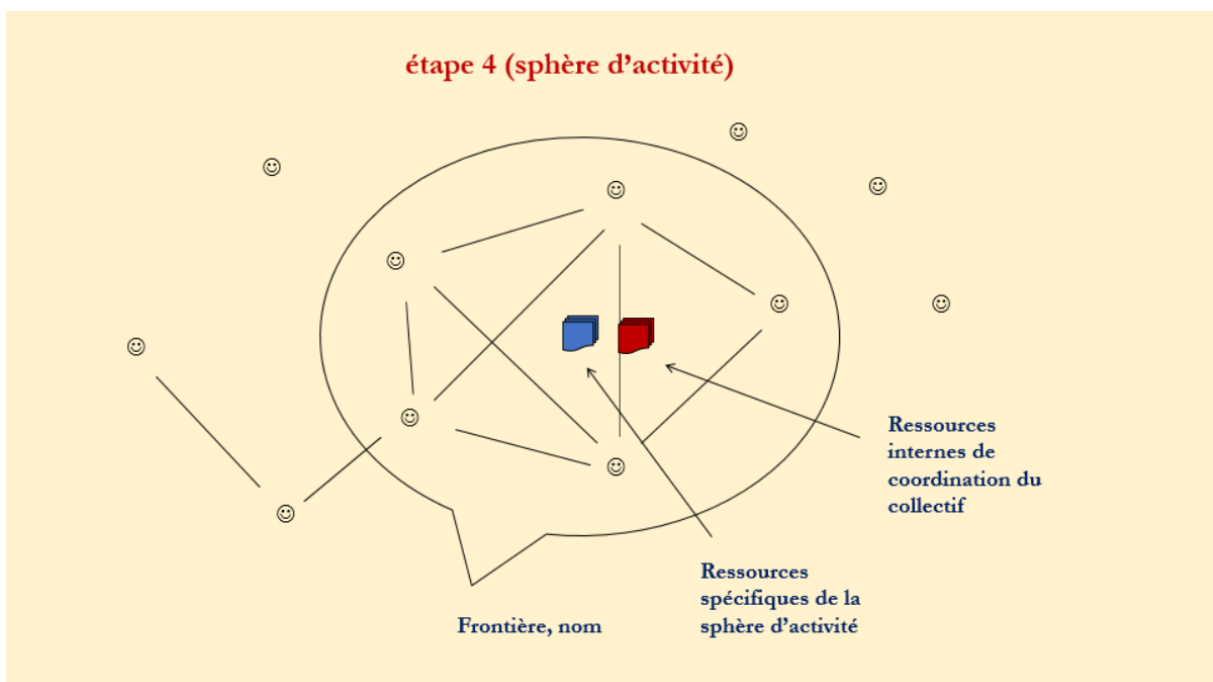 étape 4 (sphère d’activité)
Ressources
internes de
coordination du
collectif
Ressources
spécifiques de la
sphère d’activité
Frontière, nom